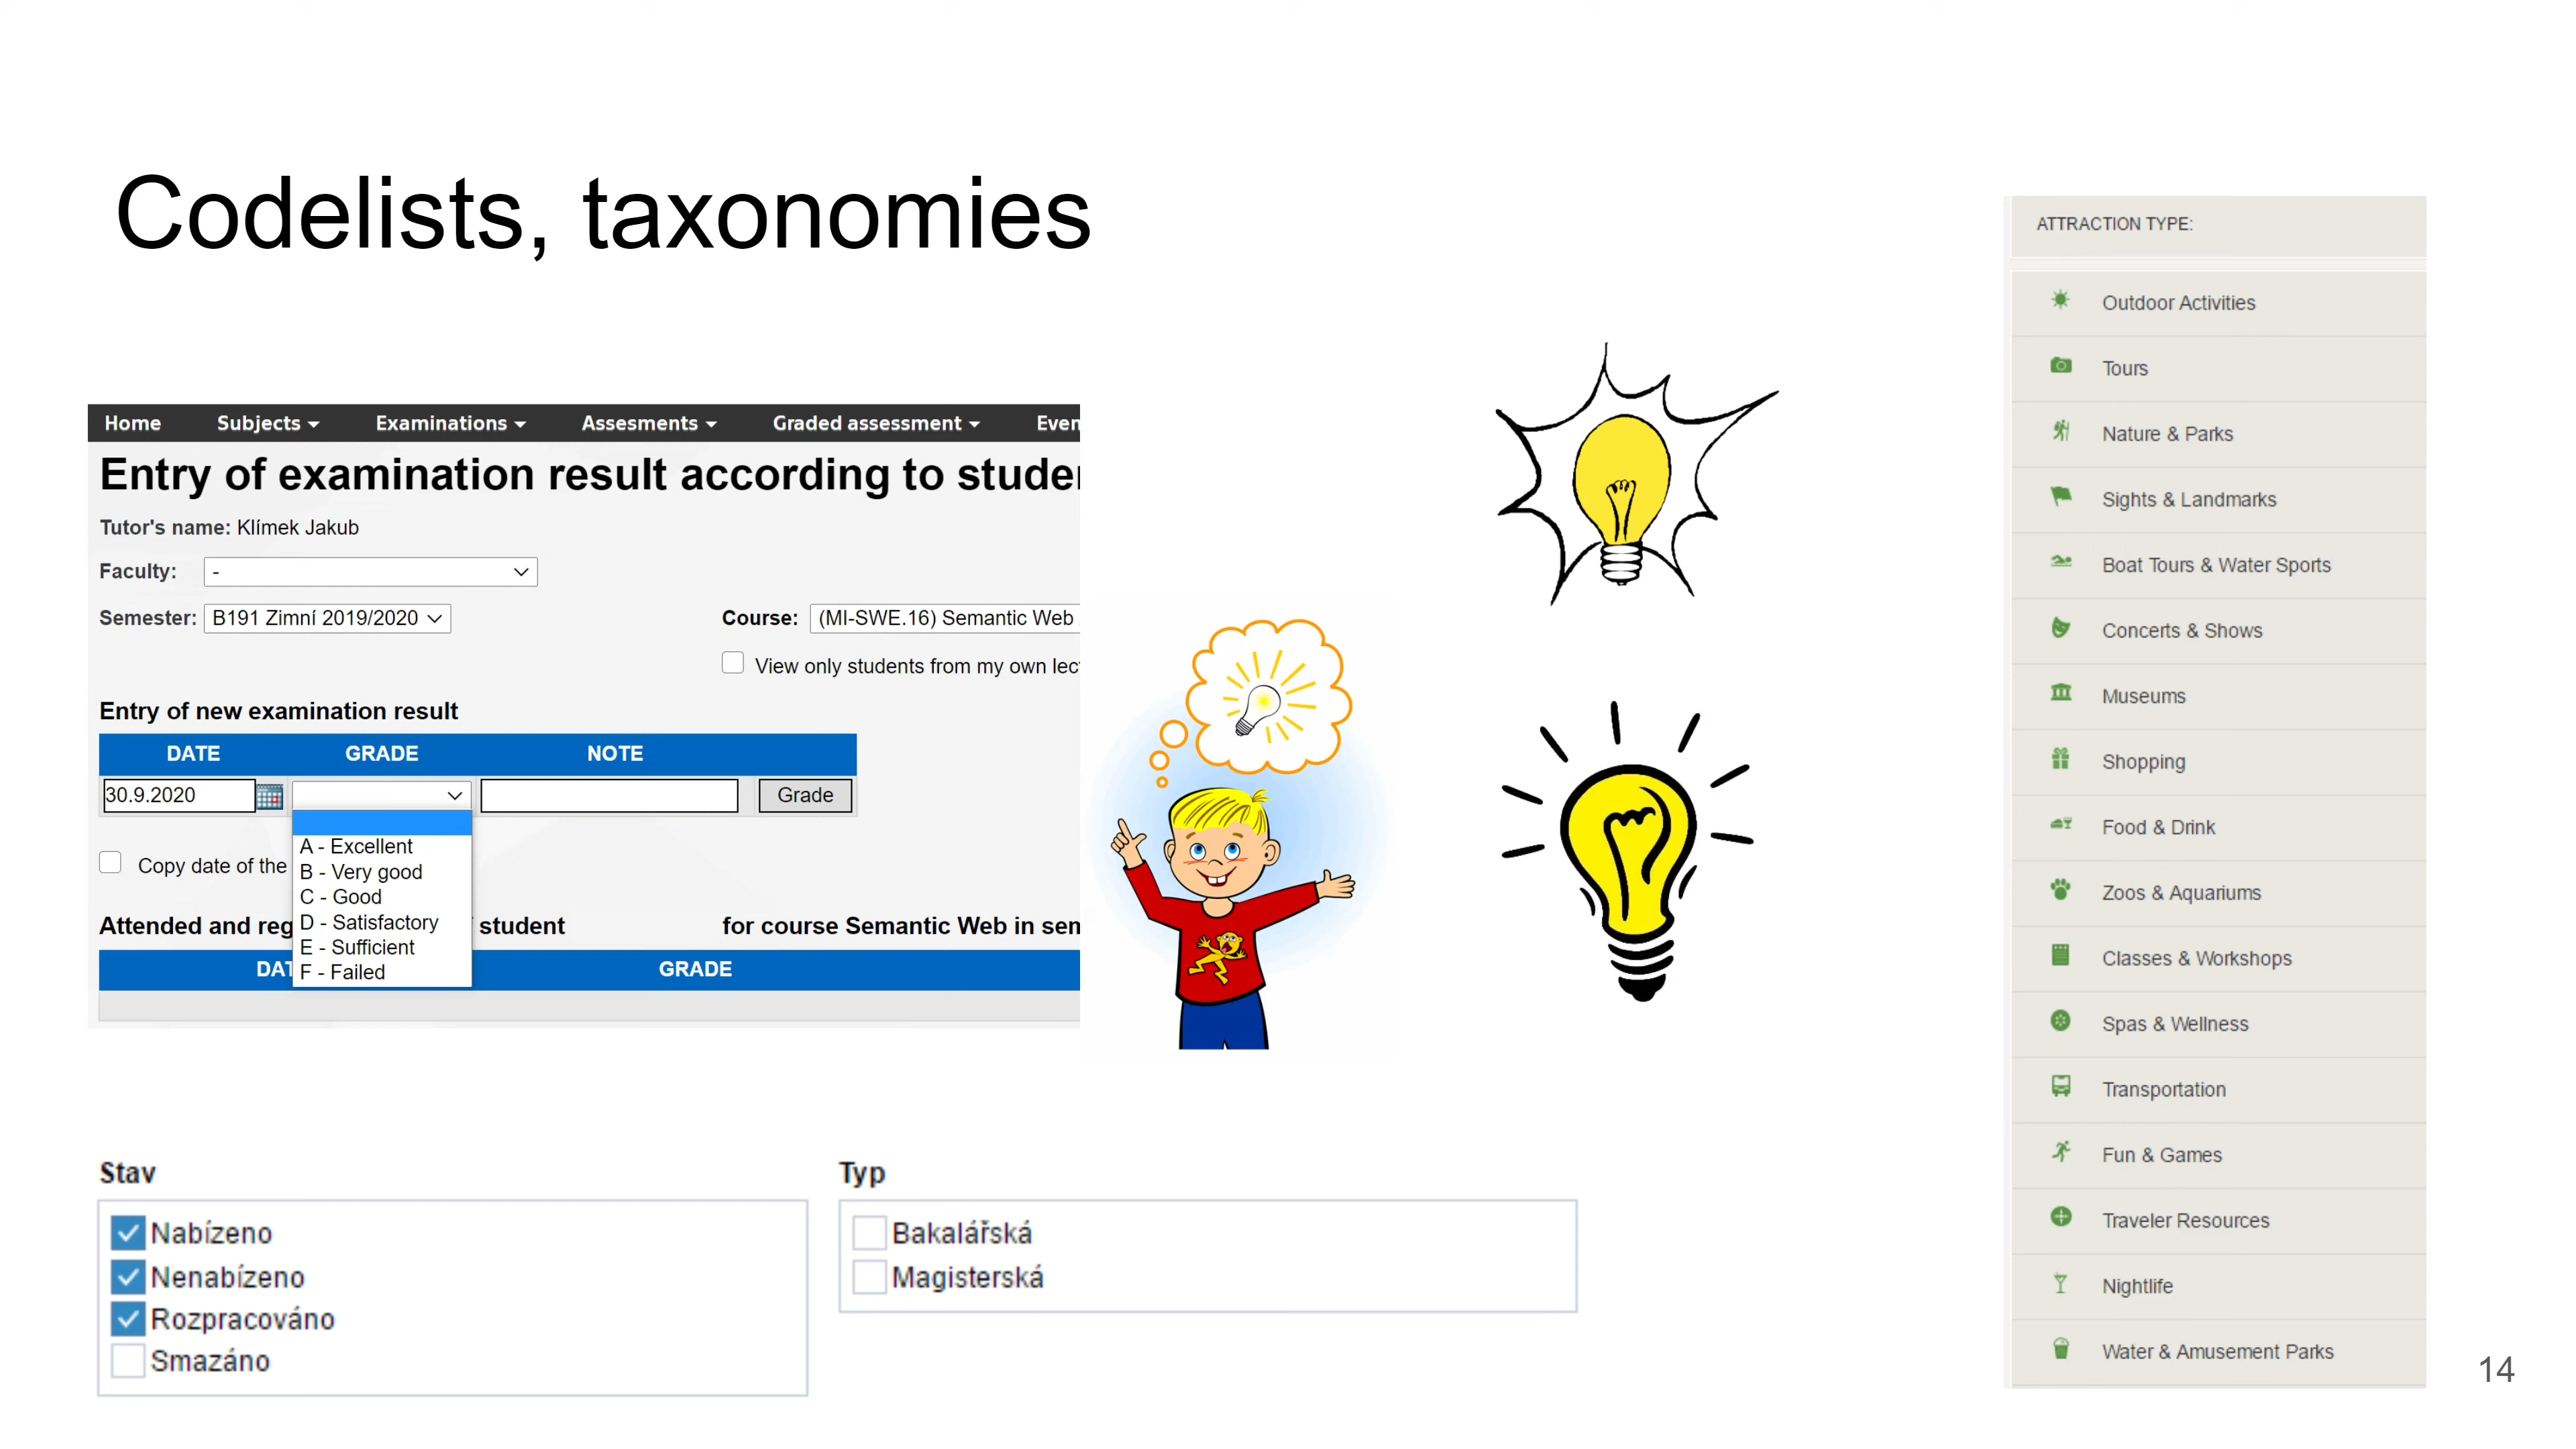 Codelists, taxonomies
Home Subjects Examinations Assesments Graded assessment Even
Entry of examination result according to studen
Tutor's name: Klímek Jakub
Faculty: -
Semester: B191 Zimní 2019/2020 Course: (MI-SWE.16) Semantic Web
View only students from my own lec
Entry of new examination result
DATE GRADE NOTE
30.9.2020 Grade
A - Excellent
B - Very good
C - Good
D - Satisfactory
E - Sufficient
F - Failed
Copy date of the
Attended and reg student for course Semantic Web in sem
DAT GRADE
Stav
Nabízeno
Nenabízeno
Rozpracováno
Smazáno
Typ
Bakalářská
Magisterská
ATTRACTION TYPE:
Outdoor Activities
Tours
Nature & Parks
Sights & Landmarks
Boat Tours & Water Sports
Concerts & Shows
Museums
Shopping
Food & Drink
Zoos & Aquariums
Classes & Workshops
Spas & Wellness
Transportation
Fun & Games
Traveler Resources
Nightlife
Water & Amusement Parks
14